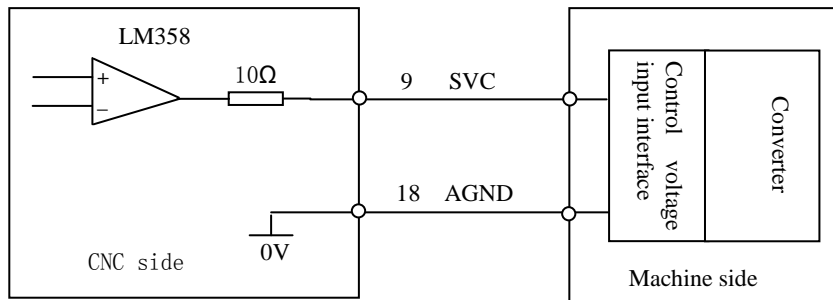 LM358
+
−
10Ω
9 SVC
18 AGND
0V
CNC side
Control voltage
input interface
Converter
Machine side